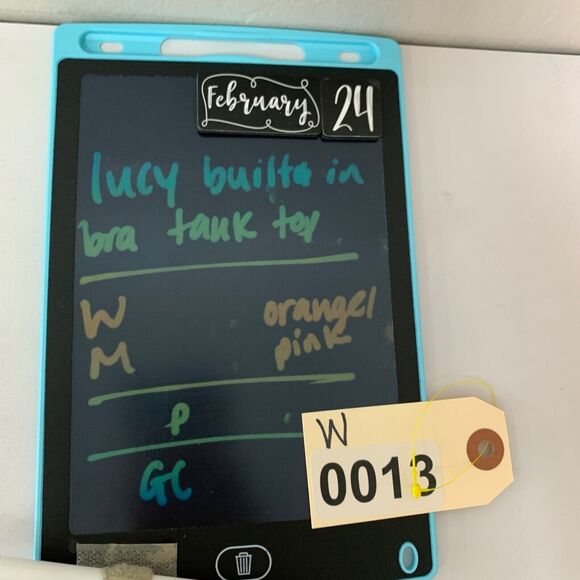 February 24
lucy built in
bra tank top
W orange/
M pink
P
GC
W
0013